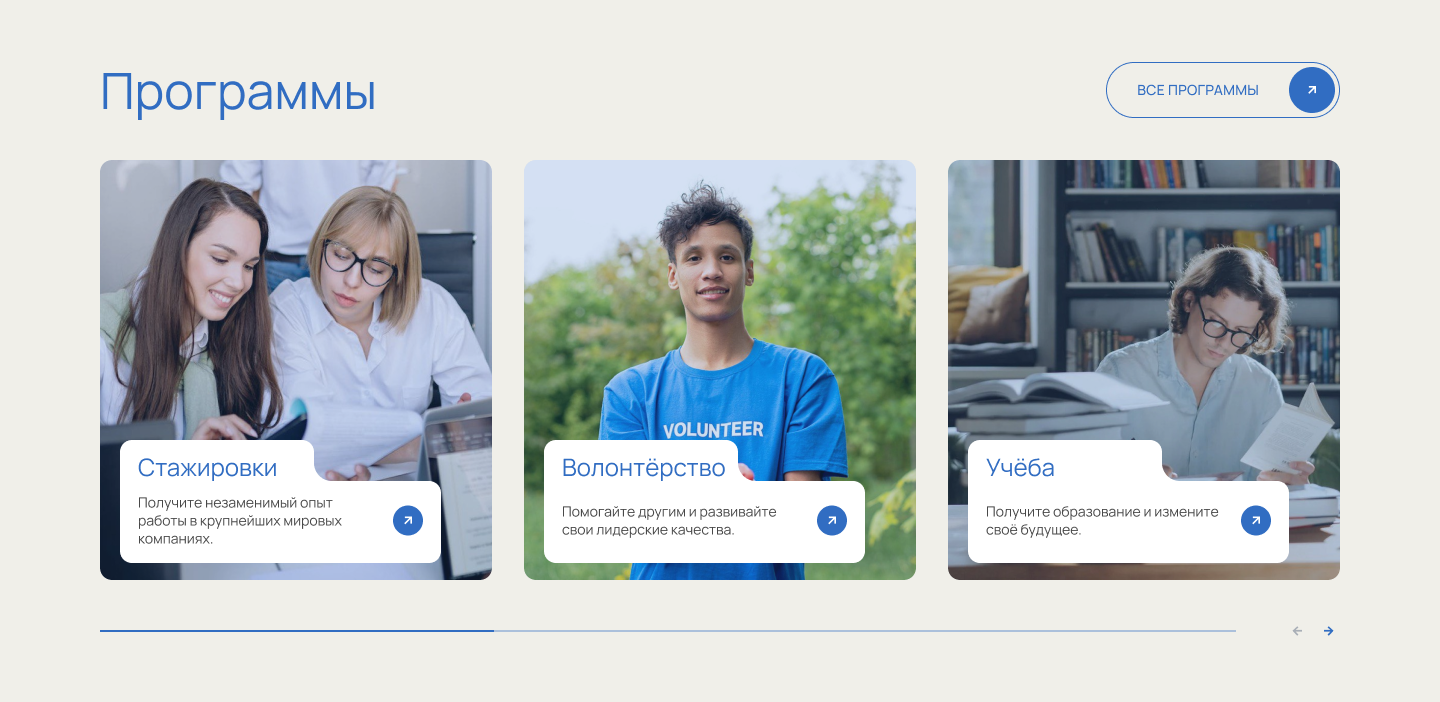 Программы
ВСЕ ПРОГРАММЫ
VOLUNTEER
Стажировки
Получите незаменимый опыт
работы в крупнейших мировых
компаниях.
Волонтёрство
Помогайте другим и развивайте
свои лидерские качества.
Учёба
Получите образование и измените
своё будущее.